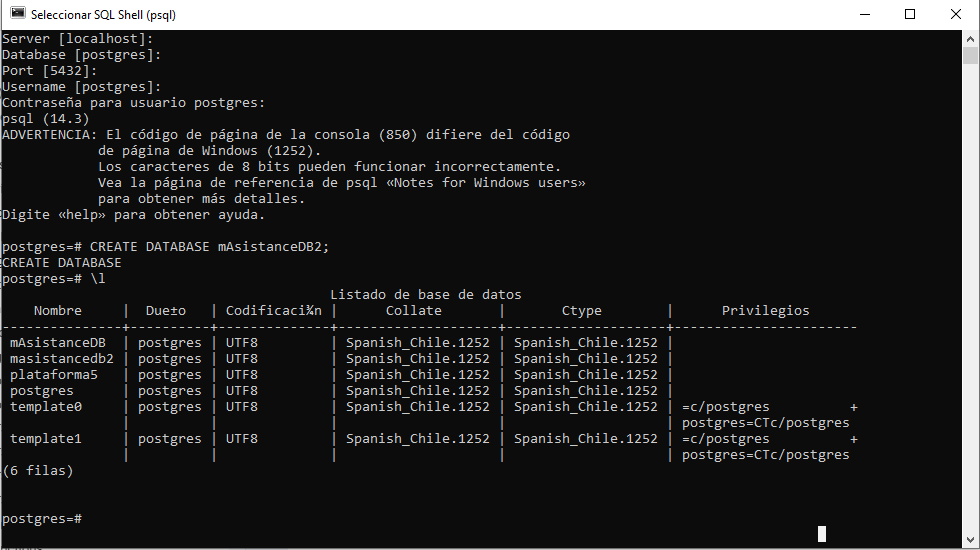 Seleccionar SQL Shell (psql)
Server [localhost]:
Database [postgres]:
Port [5432]:
Username [postgres]:
Contraseña para usuario postgres:
psql (14.3)
ADVERTENCIA: El código de página de la consola (850) difiere del código
            de página de Windows (1252).
            Los caracteres de 8 bits pueden funcionar incorrectamente.
            Vea la página de referencia de psql «Notes for Windows users»
            para obtener más detalles.
Digite «help» para obtener ayuda.
postgres=# CREATE DATABASE mAsistanceDB2;
CREATE DATABASE
postgres=# \l
                                         Listado de base de datos
    Nombre     |  Due±o   | Codificaci¾n |      Collate       |       Ctype        |      Privilegios
---------------+----------+--------------+--------------------+--------------------+-----------------------
 mAsistanceDB  | postgres | UTF8         | Spanish_Chile.1252 | Spanish_Chile.1252 |
 masistancedb2 | postgres | UTF8         | Spanish_Chile.1252 | Spanish_Chile.1252 |
 plataforma5   | postgres | UTF8         | Spanish_Chile.1252 | Spanish_Chile.1252 |
 postgres      | postgres | UTF8         | Spanish_Chile.1252 | Spanish_Chile.1252 |
 template0     | postgres | UTF8         | Spanish_Chile.1252 | Spanish_Chile.1252 | =c/postgres          +
               |          |              |                    |                    | postgres=CTc/postgres
 template1     | postgres | UTF8         | Spanish_Chile.1252 | Spanish_Chile.1252 | =c/postgres          +
               |          |              |                    |                    | postgres=CTc/postgres
(6 filas)
postgres=#